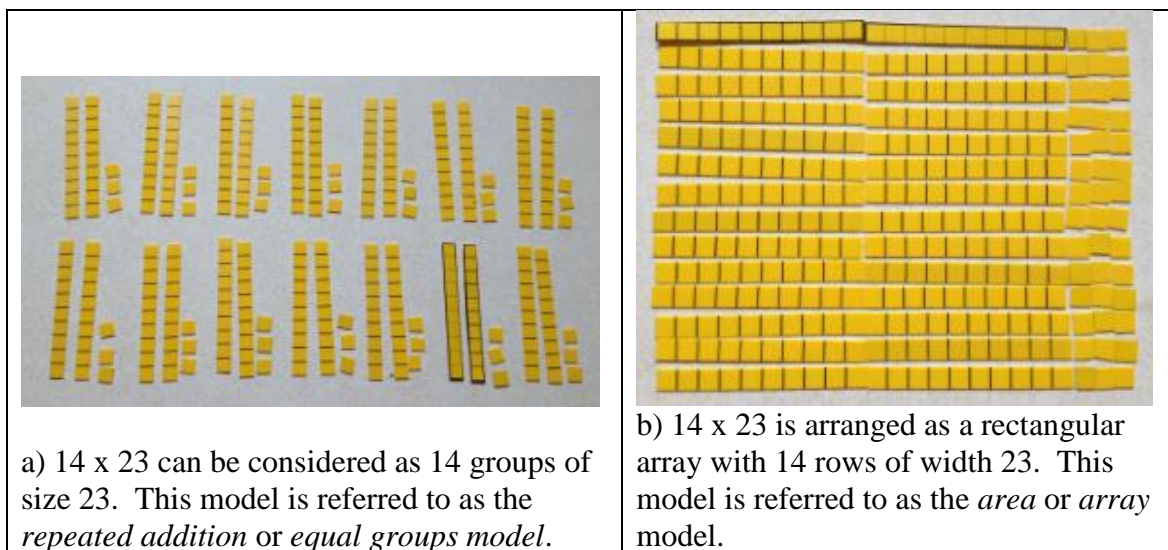 a) 14 x 23 can be considered as 14 groups of
size 23.  This model is referred to as the
repeated addition or equal groups model.
b) 14 x 23 is arranged as a rectangular
array with 14 rows of width 23.  This
model is referred to as the area or array
model.